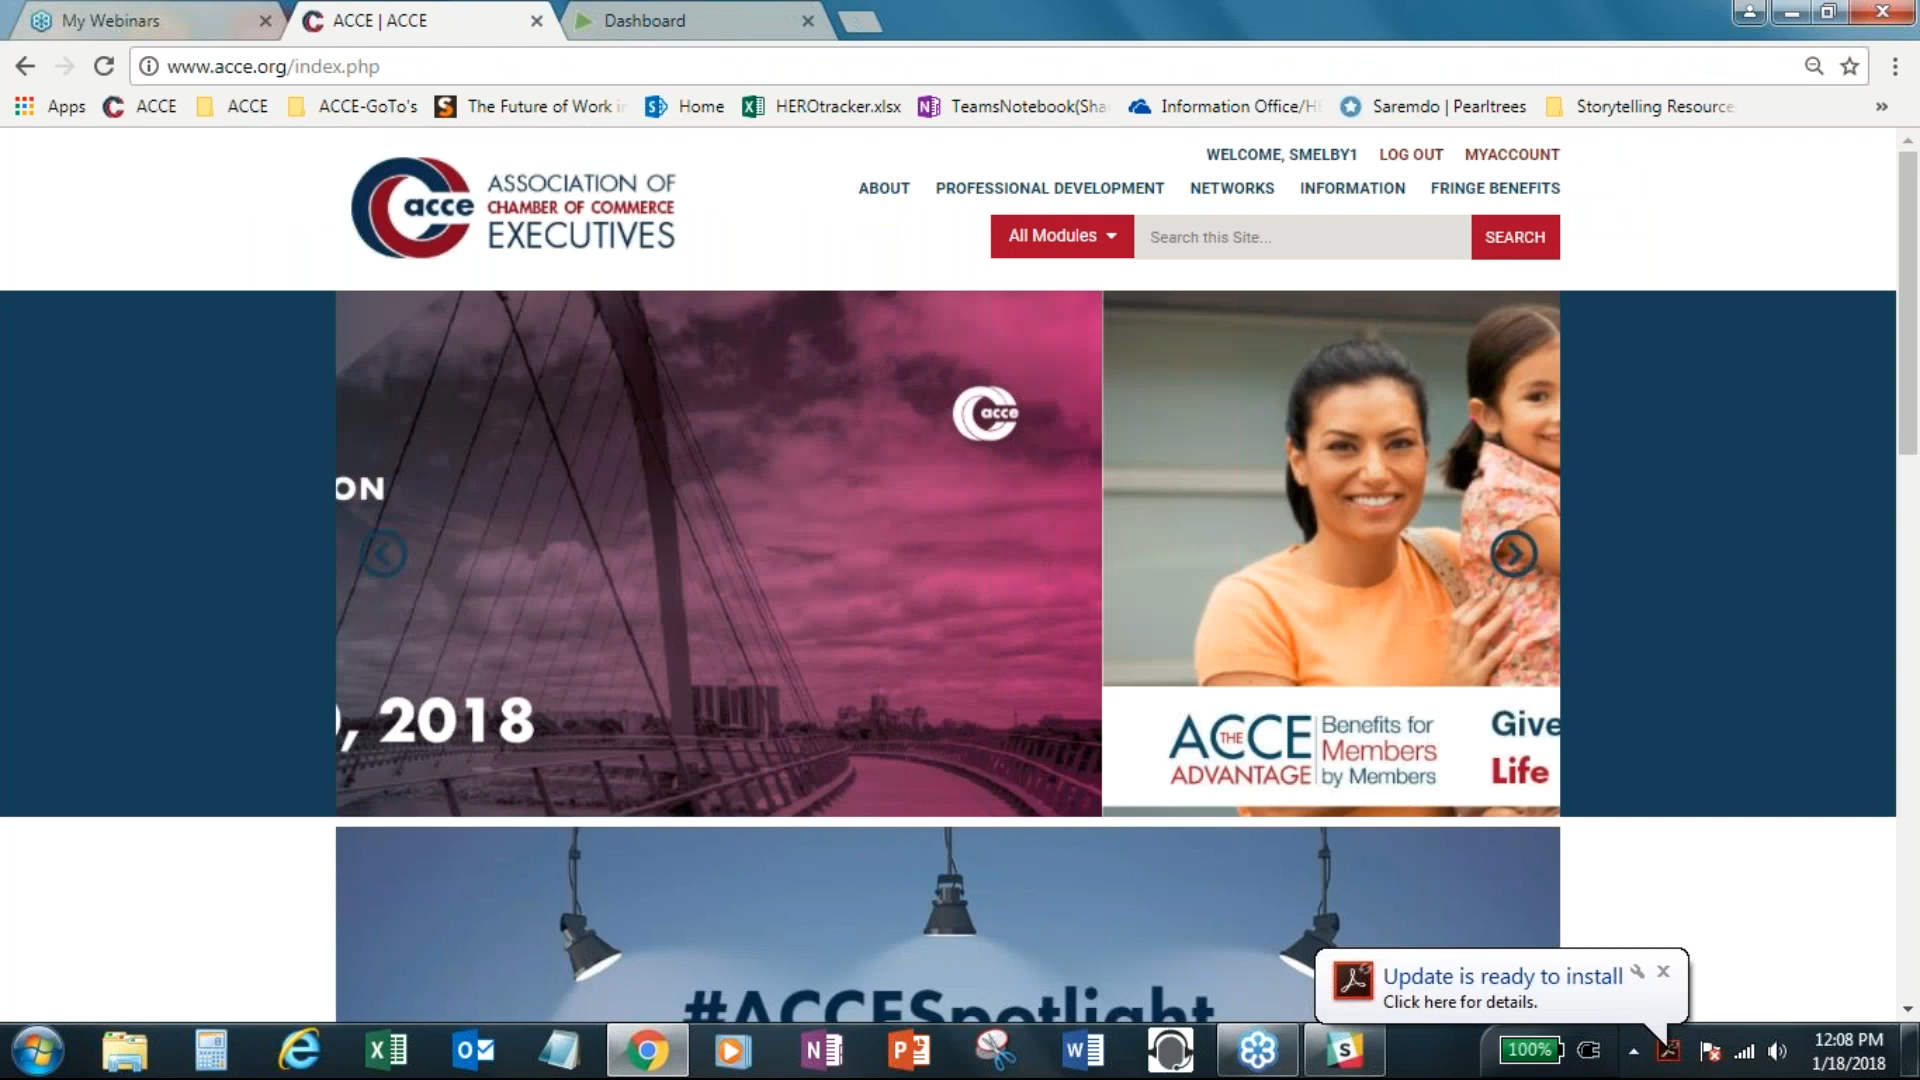 My Webinars
ACCE | ACCE
Dashboard
www.acce.org/index.php
Apps
ACCE
ACCE
ACCE-GoTo's
The Future of Work in
Home
HEROtracker.xlsx
TeamsNotebook(Sha
Information Office/H
Saremdo | Pearltrees
Storytelling Resource
WELCOME, SMELBY1
LOG OUT
MYACCOUNT
acce
ASSOCIATION OF
CHAMBER OF COMMERCE
EXECUTIVES
ABOUT
PROFESSIONAL DEVELOPMENT
NETWORKS
INFORMATION
FRINGE BENEFITS
All Modules
Search this Site...
SEARCH
acce
ON
, 2018
THE ACCE
ADVANTAGE
Benefits for
Members
by Members
Give
Life
#ACCESpotlight
Update is ready to install
Click here for details.
100%
12:08 PM
1/18/2018